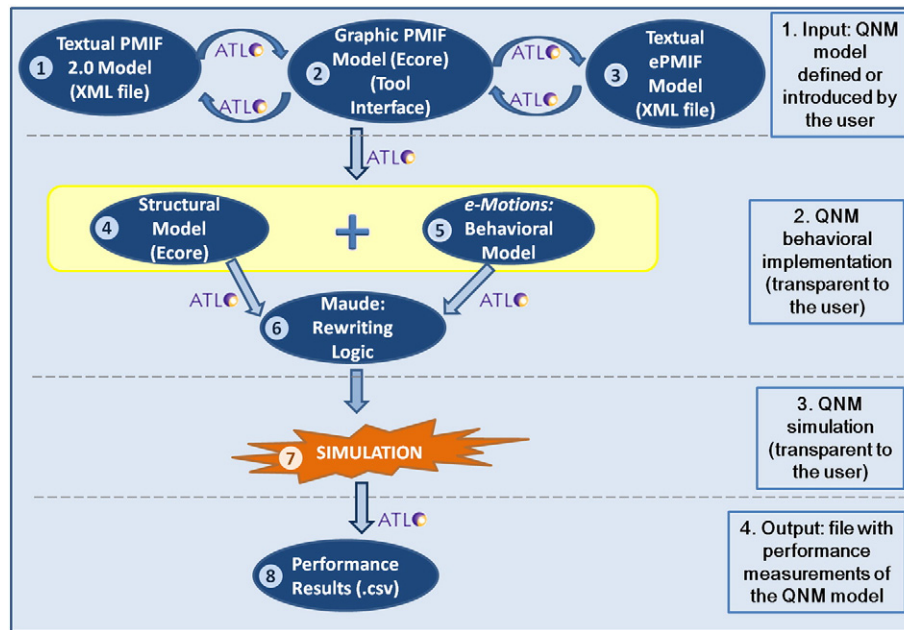 1
Textual PMIF
2.0 Model
(XML file)
ATL
ATL
2
Graphic PMIF
Model (Ecore)
(Tool
Interface)
ATL
ATL
3
Textual
ePMIF
Model
(XML file)
1. Input: QNM
model
defined or
introduced by
the user
ATL
4
Structural
Model
(Ecore)
+
5
e-Motions:
Behavioral
Model
2. QNM
behavioral
implementation
(transparent to
the user)
ATL
ATL
6
Maude:
Rewriting
Logic
7
SIMULATION
3. QNM
simulation
(transparent to
the user)
ATL
8
Performance
Results (.csv)
4. Output: file with
performance
measurements of
the QNM model